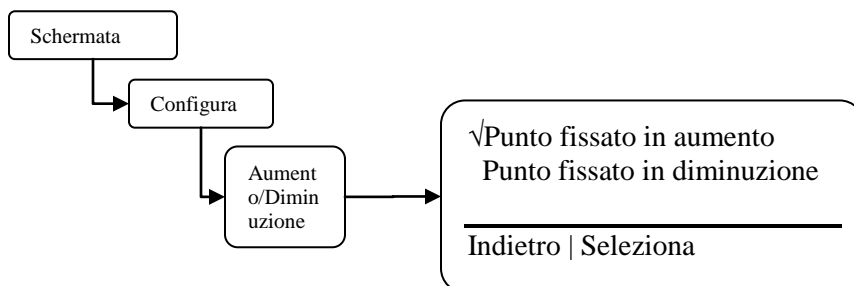 Schermata
Configura
Aument
o/Dimin
uzione
√Punto fissato in aumento
Punto fissato in diminuzione
Indietro | Seleziona